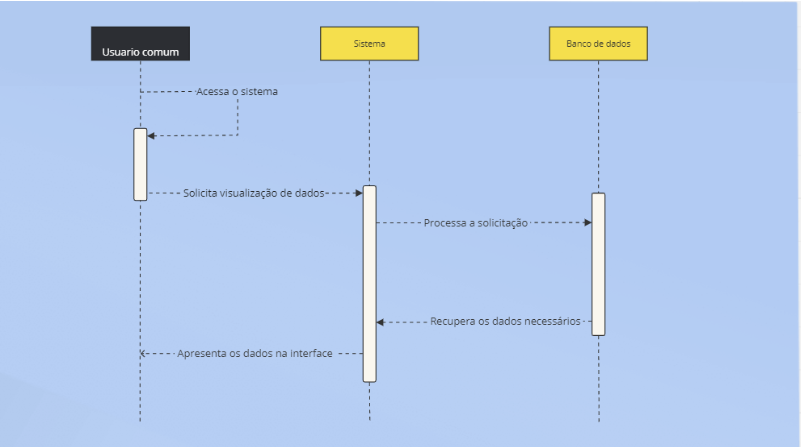 Usuario comum
Sistema
Banco de dados
Acessa o sistema
Solicita visualização de dados
Processa a solicitação
Recupera os dados necessários
Apresenta os dados na interface